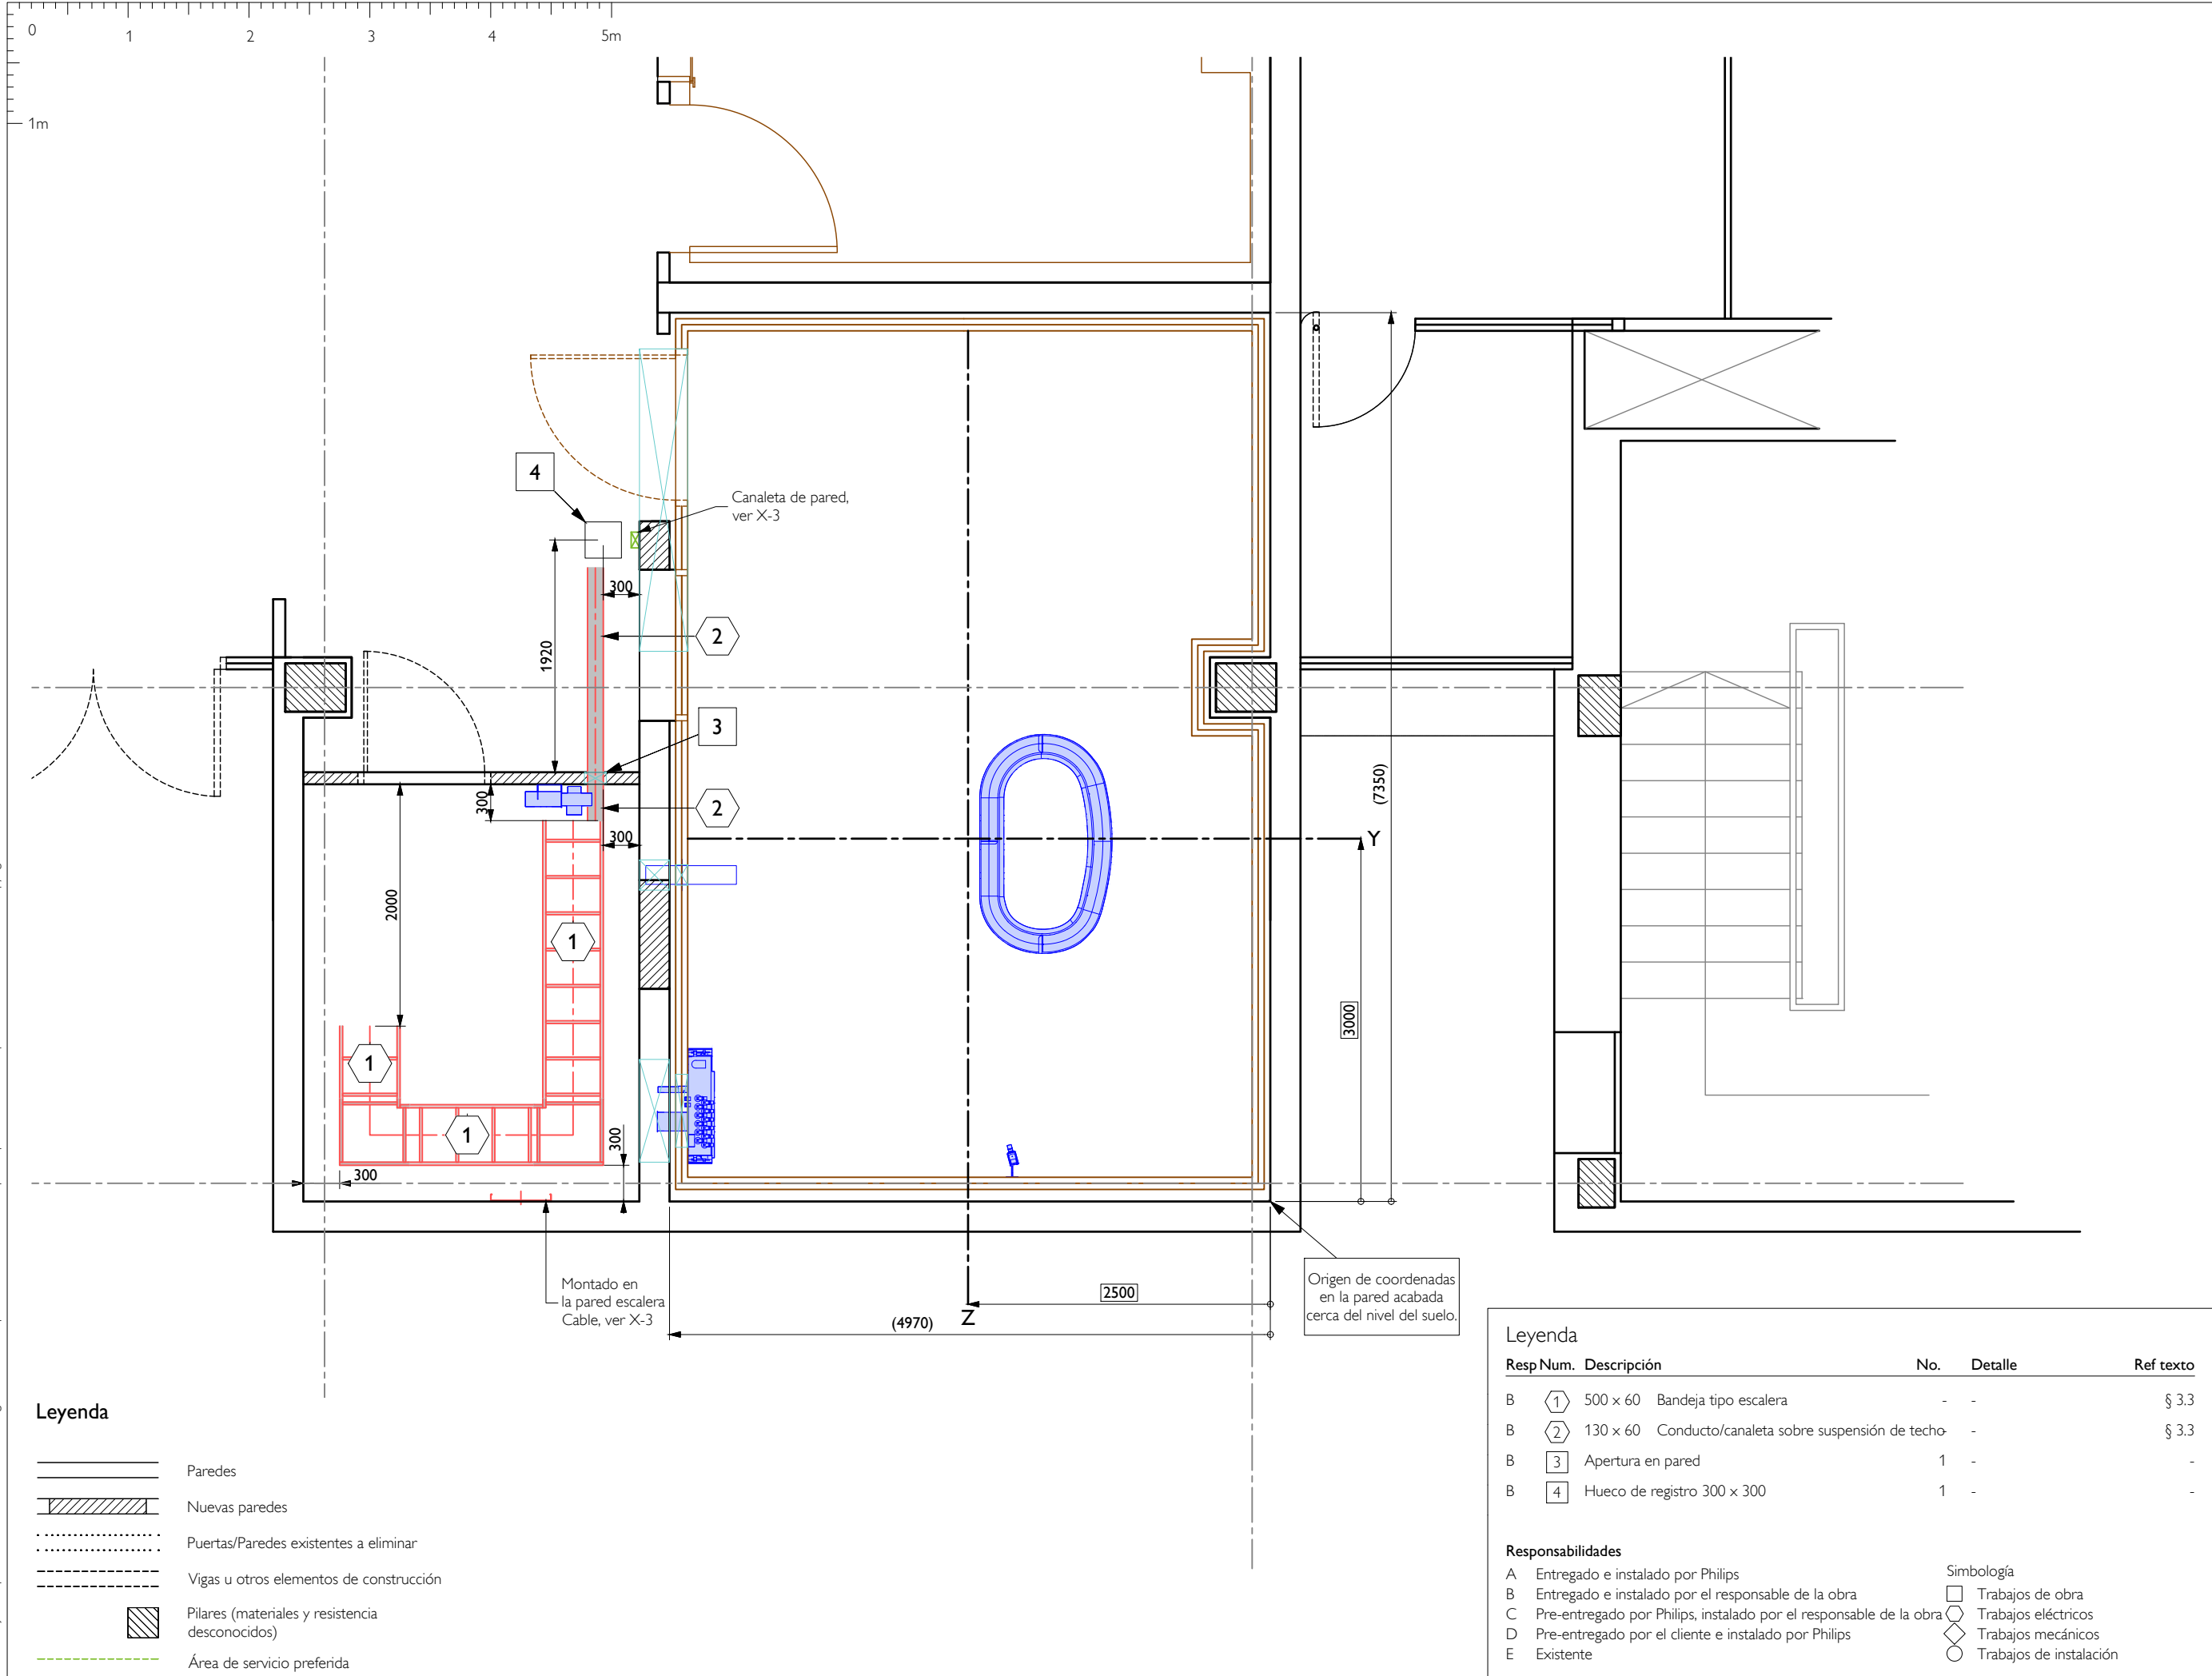 0 1 2 3 4 5m
1m
4
Canaleta de pared,
ver X-3
300
2
1920
3
300
2
300
(7350)
Y
2000
1
3000
1
1
300
300
Montado en
la pared escalera
Cable, ver X-3
Origen de coordenadas
en la pared acabada
cerca del nivel del suelo.
2500
Z
(4970)
Leyenda
Paredes
Nuevas paredes
Puertas/Paredes existentes a eliminar
Vigas u otros elementos de construcción
Pilares (materiales y resistencia
desconocidos)
Área de servicio preferida
Leyenda
Resp Num. Descripción No. Detalle Ref texto
B 1 500 x 60 Bandeja tipo escalera - - § 3.3
B 2 130 x 60 Conducto/canaleta sobre suspensión de techo- - § 3.3
B 3 Apertura en pared 1 - -
B 4 Hueco de registro 300 x 300 1 - -
Responsabilidades
A Entregado e instalado por Philips
B Entregado e instalado por el responsable de la obra
C Pre-entregado por Philips, instalado por el responsable de la obra
D Pre-entregado por el cliente e instalado por Philips
E Existente
Simbología
Trabajos de obra
Trabajos eléctricos
Trabajos mecánicos
Trabajos de instalación